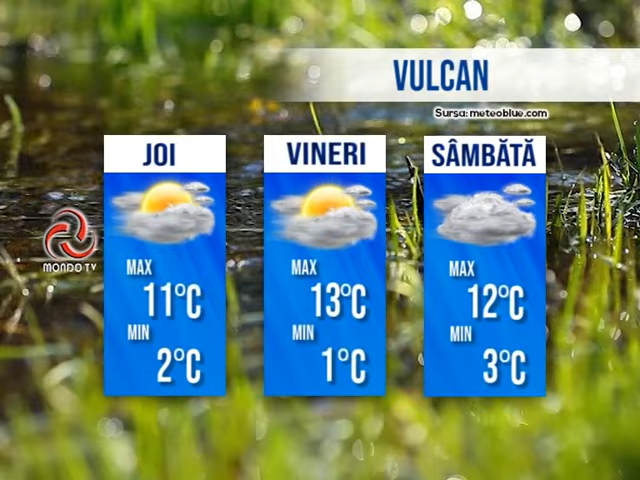 VULCAN
Sursa: meteoblue.com
JOI
MAX
11°C
MIN
2°C
VINERI
MAX
13°C
MIN
1°C
SÂMBĂTĂ
MAX
12°C
MIN
3°C
MONDO TV